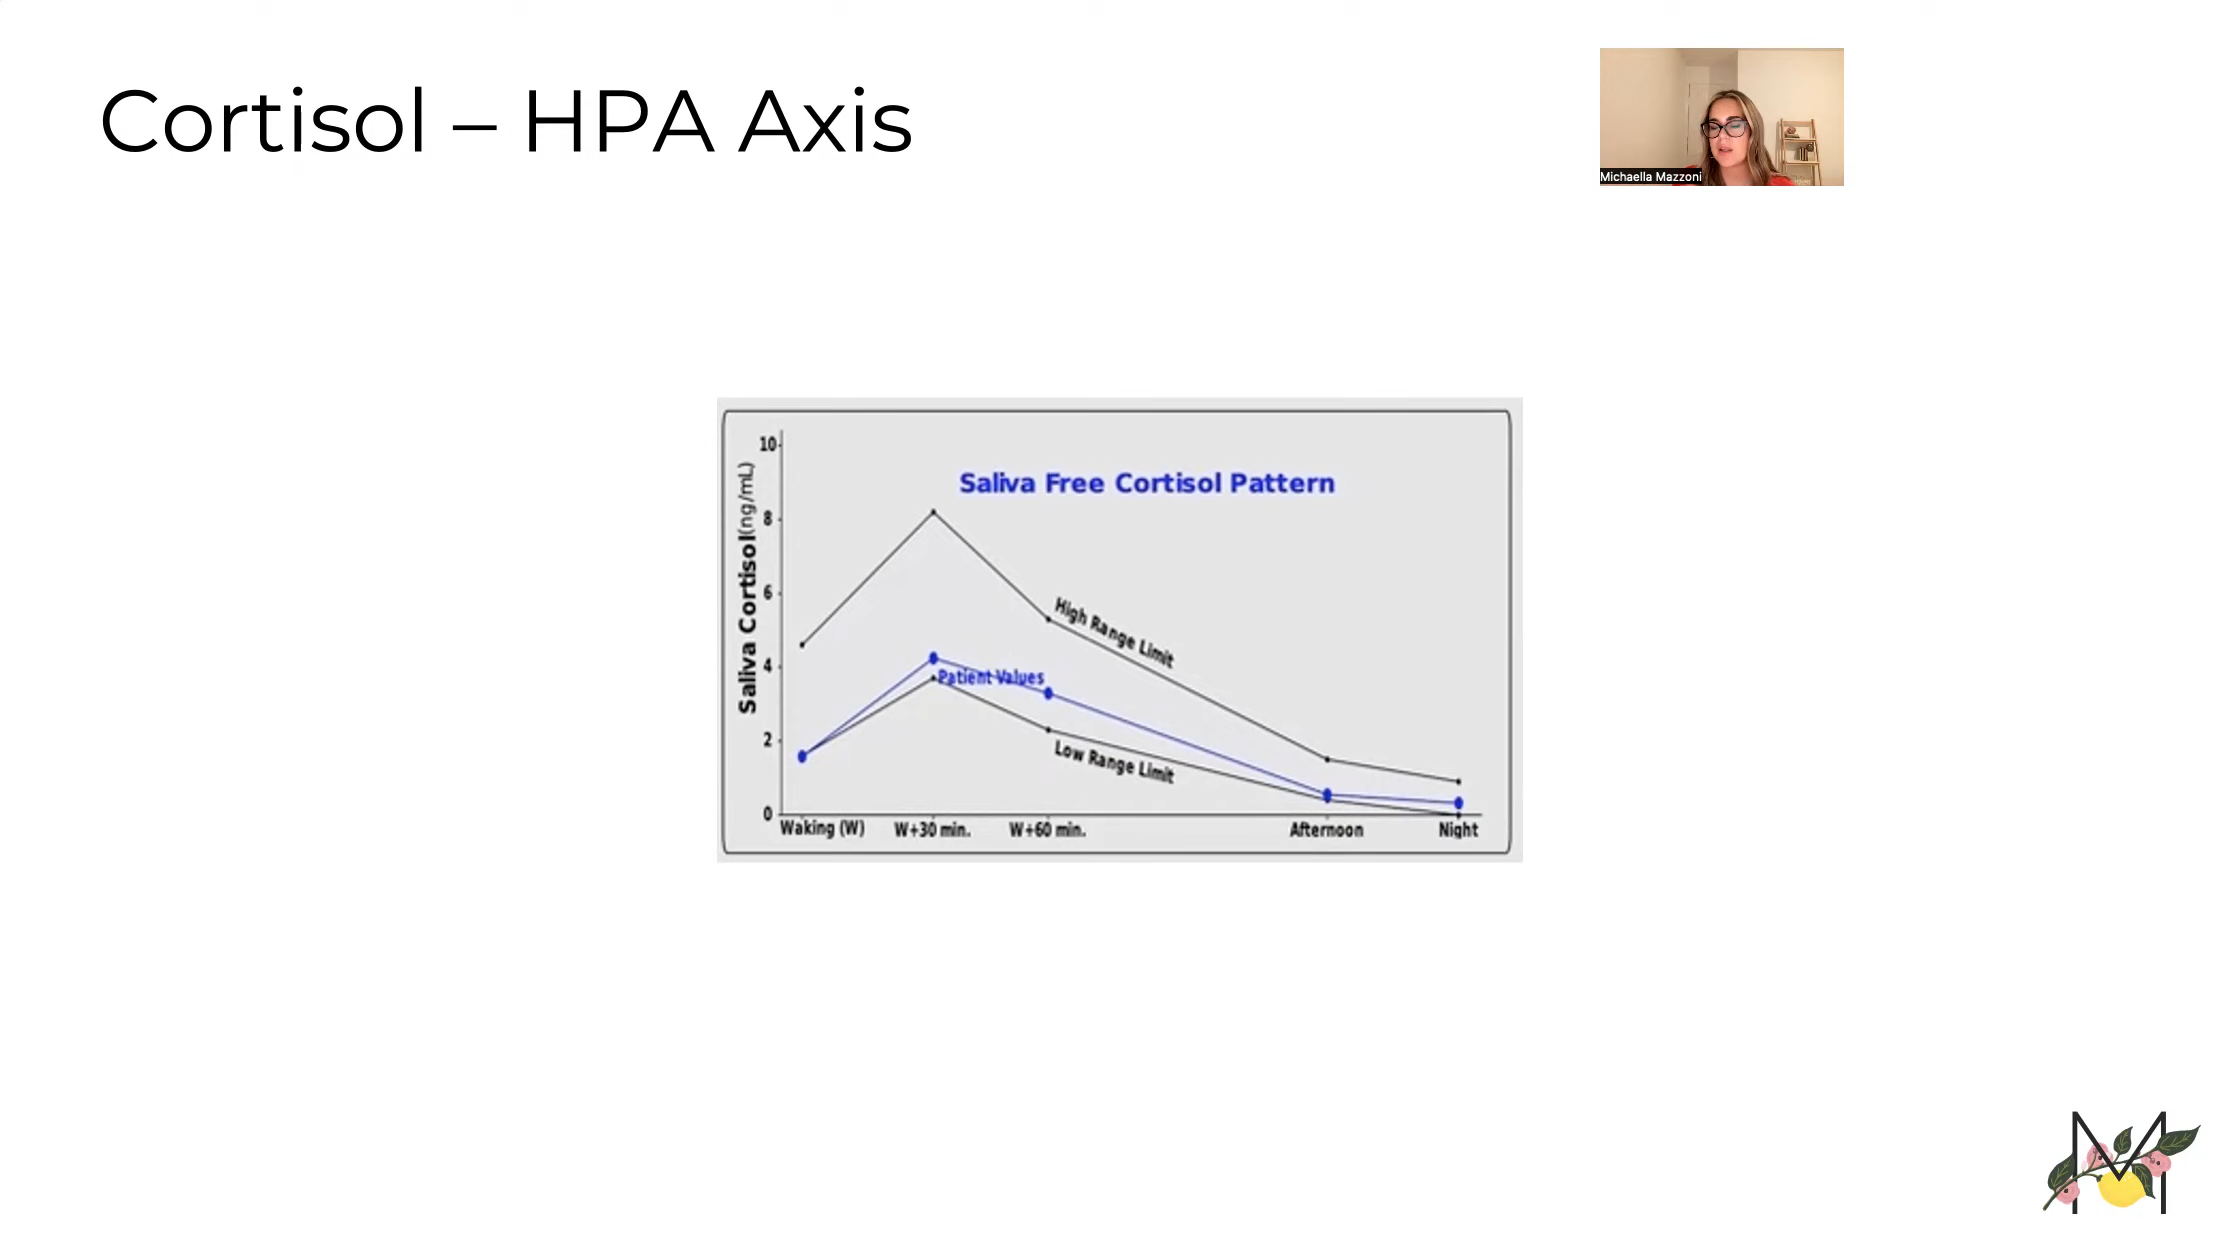 Cortisol – HPA Axis
Michaella Mazzoni
Saliva Free Cortisol Pattern
Saliva Cortisol(ng/mL)
10
8
6
4
2
0
High Range Limit
Patient Values
Low Range Limit
Waking (W) W+30 min. W+60 min. Afternoon Night
M